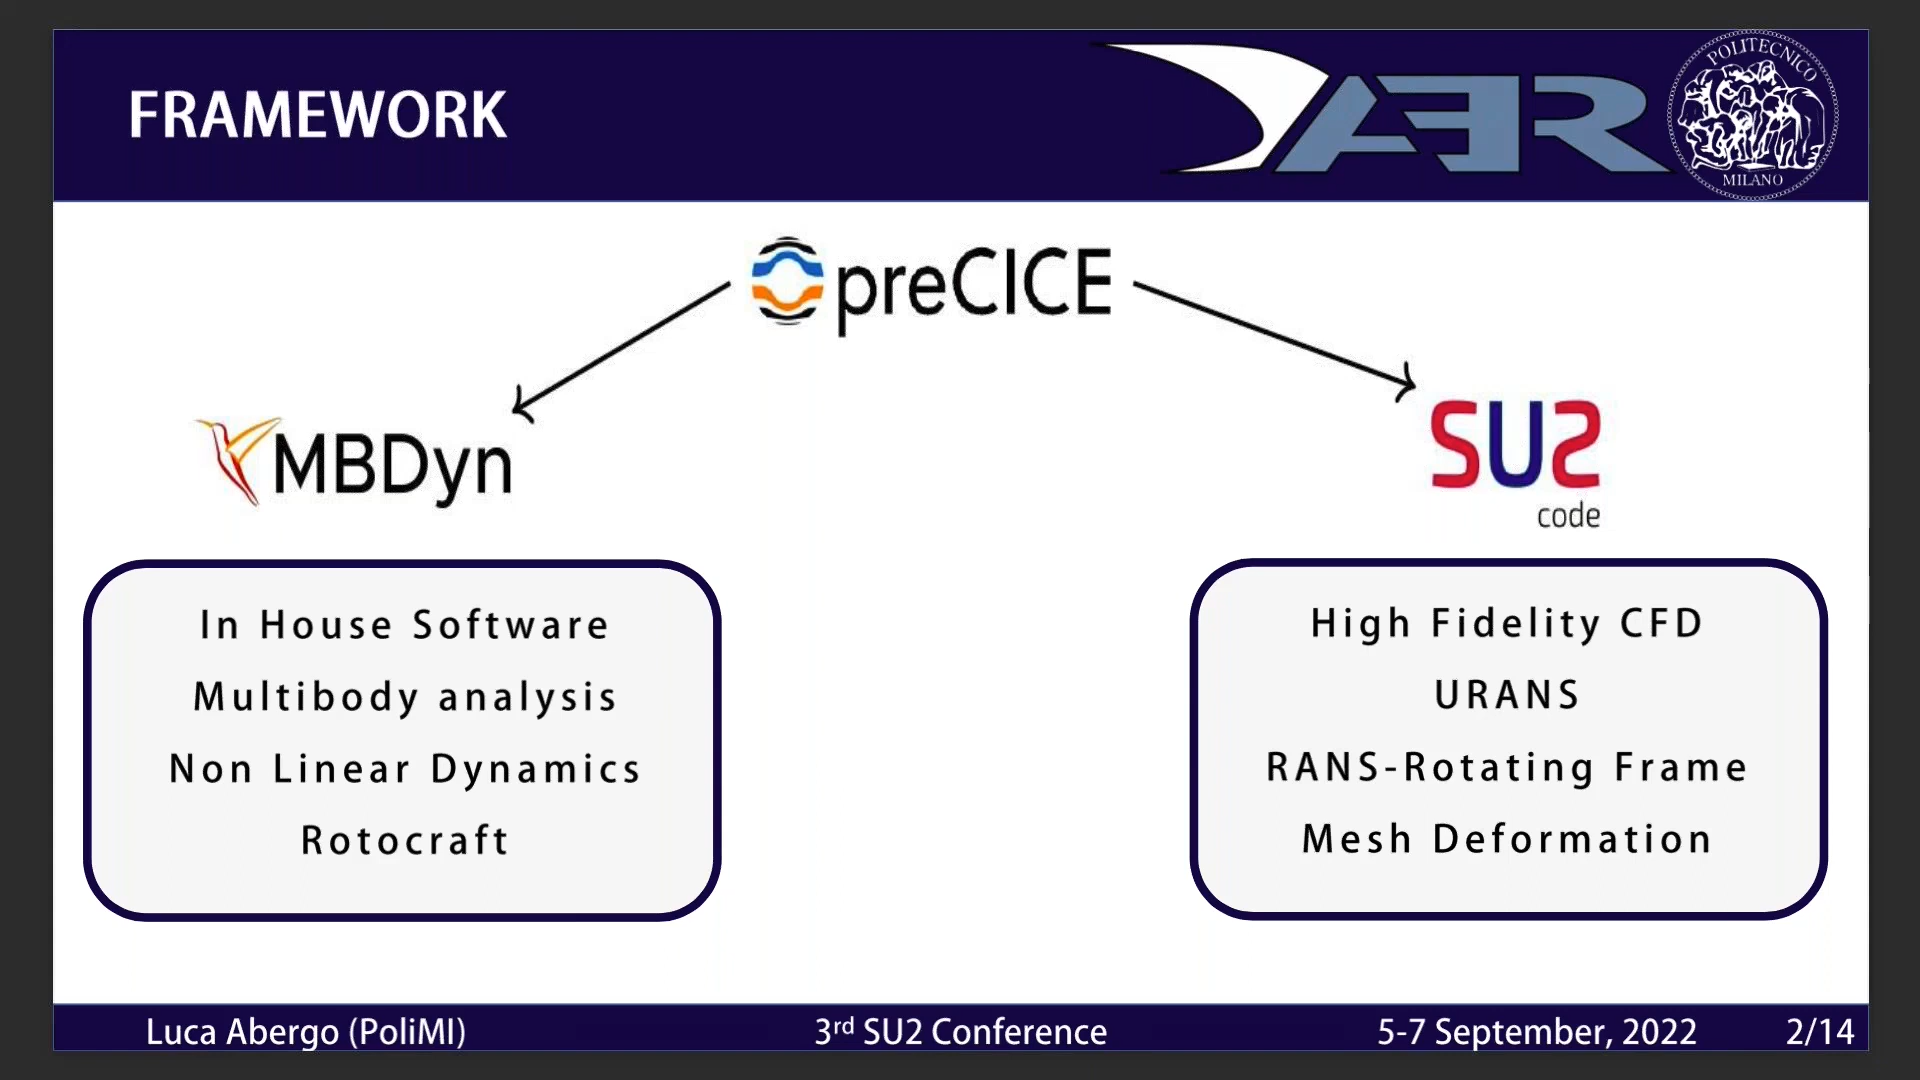 FRAMEWORK
DAER
POLITECNICO
MILANO
preCICE
MBDyn
SU2
code
In House Software
Multibody analysis
Non Linear Dynamics
Rotocraft
High Fidelity CFD
URANS
RANS-Rotating Frame
Mesh Deformation
Luca Abergo (PoliMI)
3rd SU2 Conference
5-7 September, 2022
2/14